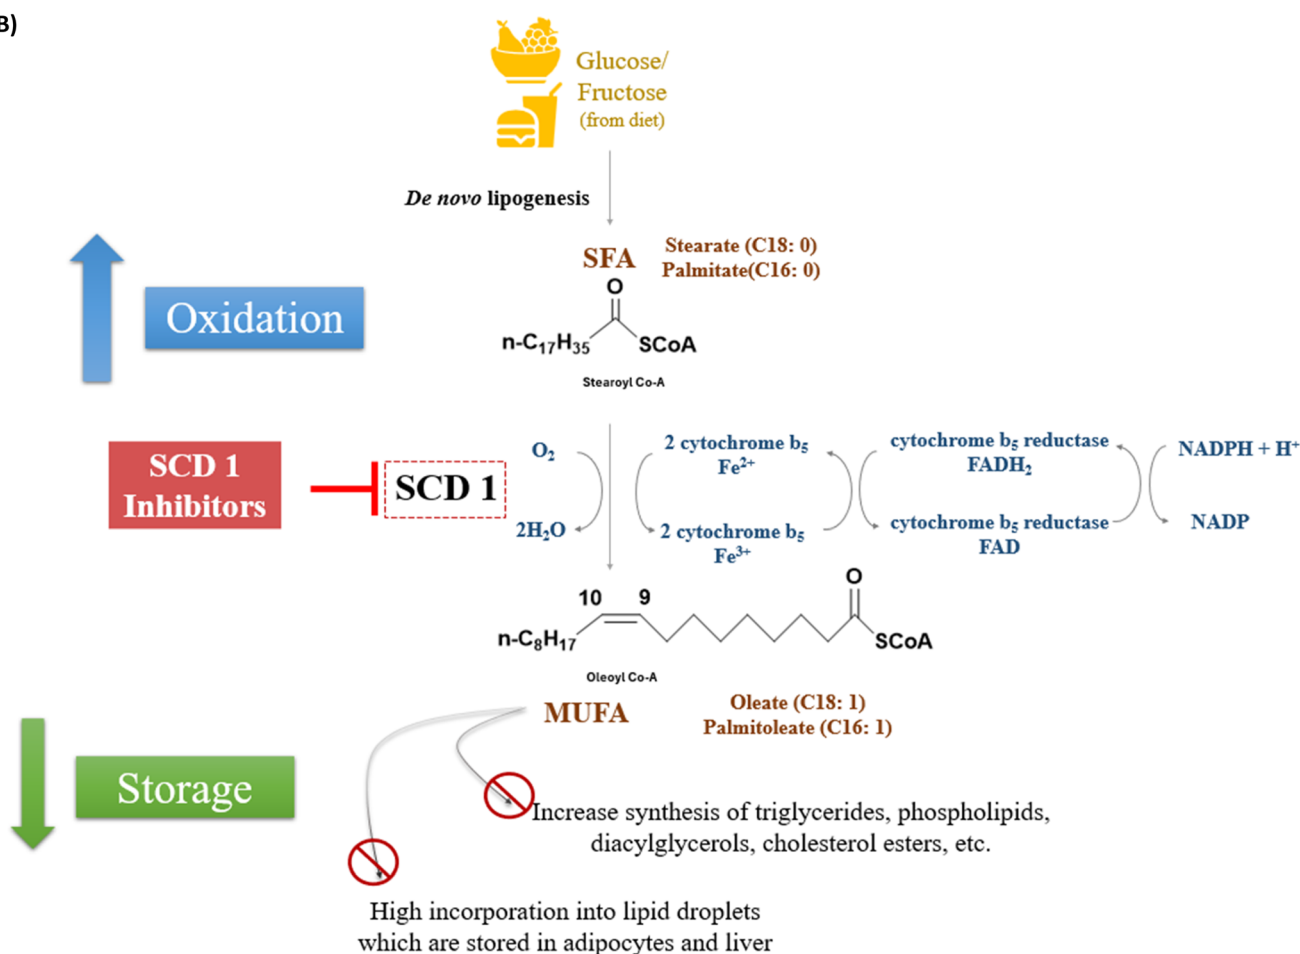 B)
Glucose/
Fructose
(from diet)
De novo lipogenesis
SFA
Stearate (C18: 0)
Palmitate(C16: 0)
Oxidation
O
n-C₁₇H₃₅
SCoA
Stearoyl Co-A
SCD 1
Inhibitors
SCD 1
O₂
2H₂O
2 cytochrome b₅
Fe²⁺
2 cytochrome b₅
Fe³⁺
cytochrome b₅ reductase
FADH₂
cytochrome b₅ reductase
FAD
NADPH + H⁺
NADP
O
10 9
n-C₈H₁₇
SCoA
Oleoyl Co-A
MUFA
Oleate (C18: 1)
Palmitoleate (C16: 1)
Storage
Increase synthesis of triglycerides, phospholipids,
diacylglycerols, cholesterol esters, etc.
High incorporation into lipid droplets
which are stored in adipocytes and liver